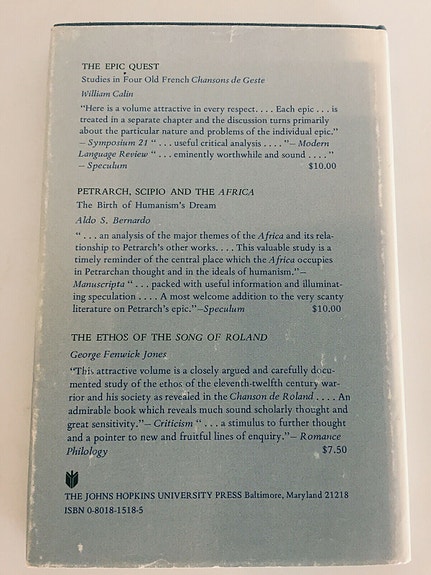 THE EPIC QUEST
Studies in Four Old French Chansons de Geste
William Calin
"Here is a volume attractive in every respect. . . . Each epic . . . is
treated in a separate chapter and the discussion turns primarily
about the particular nature and problems of the individual epic."
– Symposium 21 " . . . useful critical analysis . . . . "– Modern
Language Review " . . . eminently worthwhile and sound . . . . "
– Speculum $10.00
PETRARCH, SCIPIO AND THE AFRICA
The Birth of Humanism's Dream
Aldo S. Bernardo
" . . . an analysis of the major themes of the Africa and its rela-
tionship to Petrarch's other works. . . . This valuable study is a
timely reminder of the central place which the Africa occupies
in Petrarchan thought and in the ideals of humanism."–
Manuscripta " . . . packed with useful information and illuminat-
ing speculation . . . . A most welcome addition to the very scanty
literature on Petrarch's epic."–Speculum $10.00
THE ETHOS OF THE SONG OF ROLAND
George Fenwick Jones
"This attractive volume is a closely argued and carefully docu-
mented study of the ethos of the eleventh-twelfth century war-
rior and his society as revealed in the Chanson de Roland . . . . An
admirable book which reveals much sound scholarly thought and
great sensitivity."– Criticism " . . . a stimulus to further thought
and a pointer to new and fruitful lines of enquiry."– Romance
Philology $7.50
THE JOHNS HOPKINS UNIVERSITY PRESS Baltimore, Maryland 21218
ISBN 0-8018-1518-5